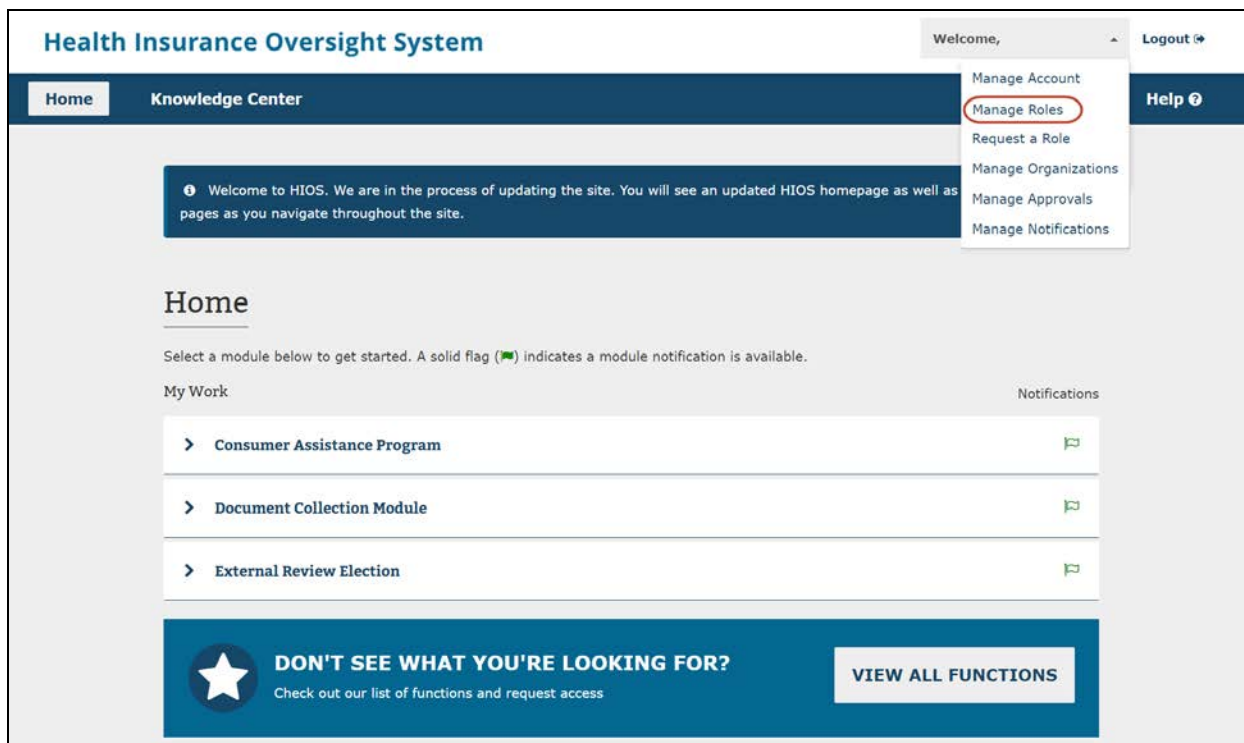 Health Insurance Oversight System
Welcome,
Logout
Home
Knowledge Center
Help
Manage Account
Manage Roles
Request a Role
Manage Organizations
Manage Approvals
Manage Notifications
Welcome to HIOS. We are in the process of updating the site. You will see an updated HIOS homepage as well as
pages as you navigate throughout the site.
Home
Select a module below to get started. A solid flag ( ) indicates a module notification is available.
My Work
Notifications
Consumer Assistance Program
Document Collection Module
External Review Election
DON'T SEE WHAT YOU'RE LOOKING FOR?
Check out our list of functions and request access
VIEW ALL FUNCTIONS